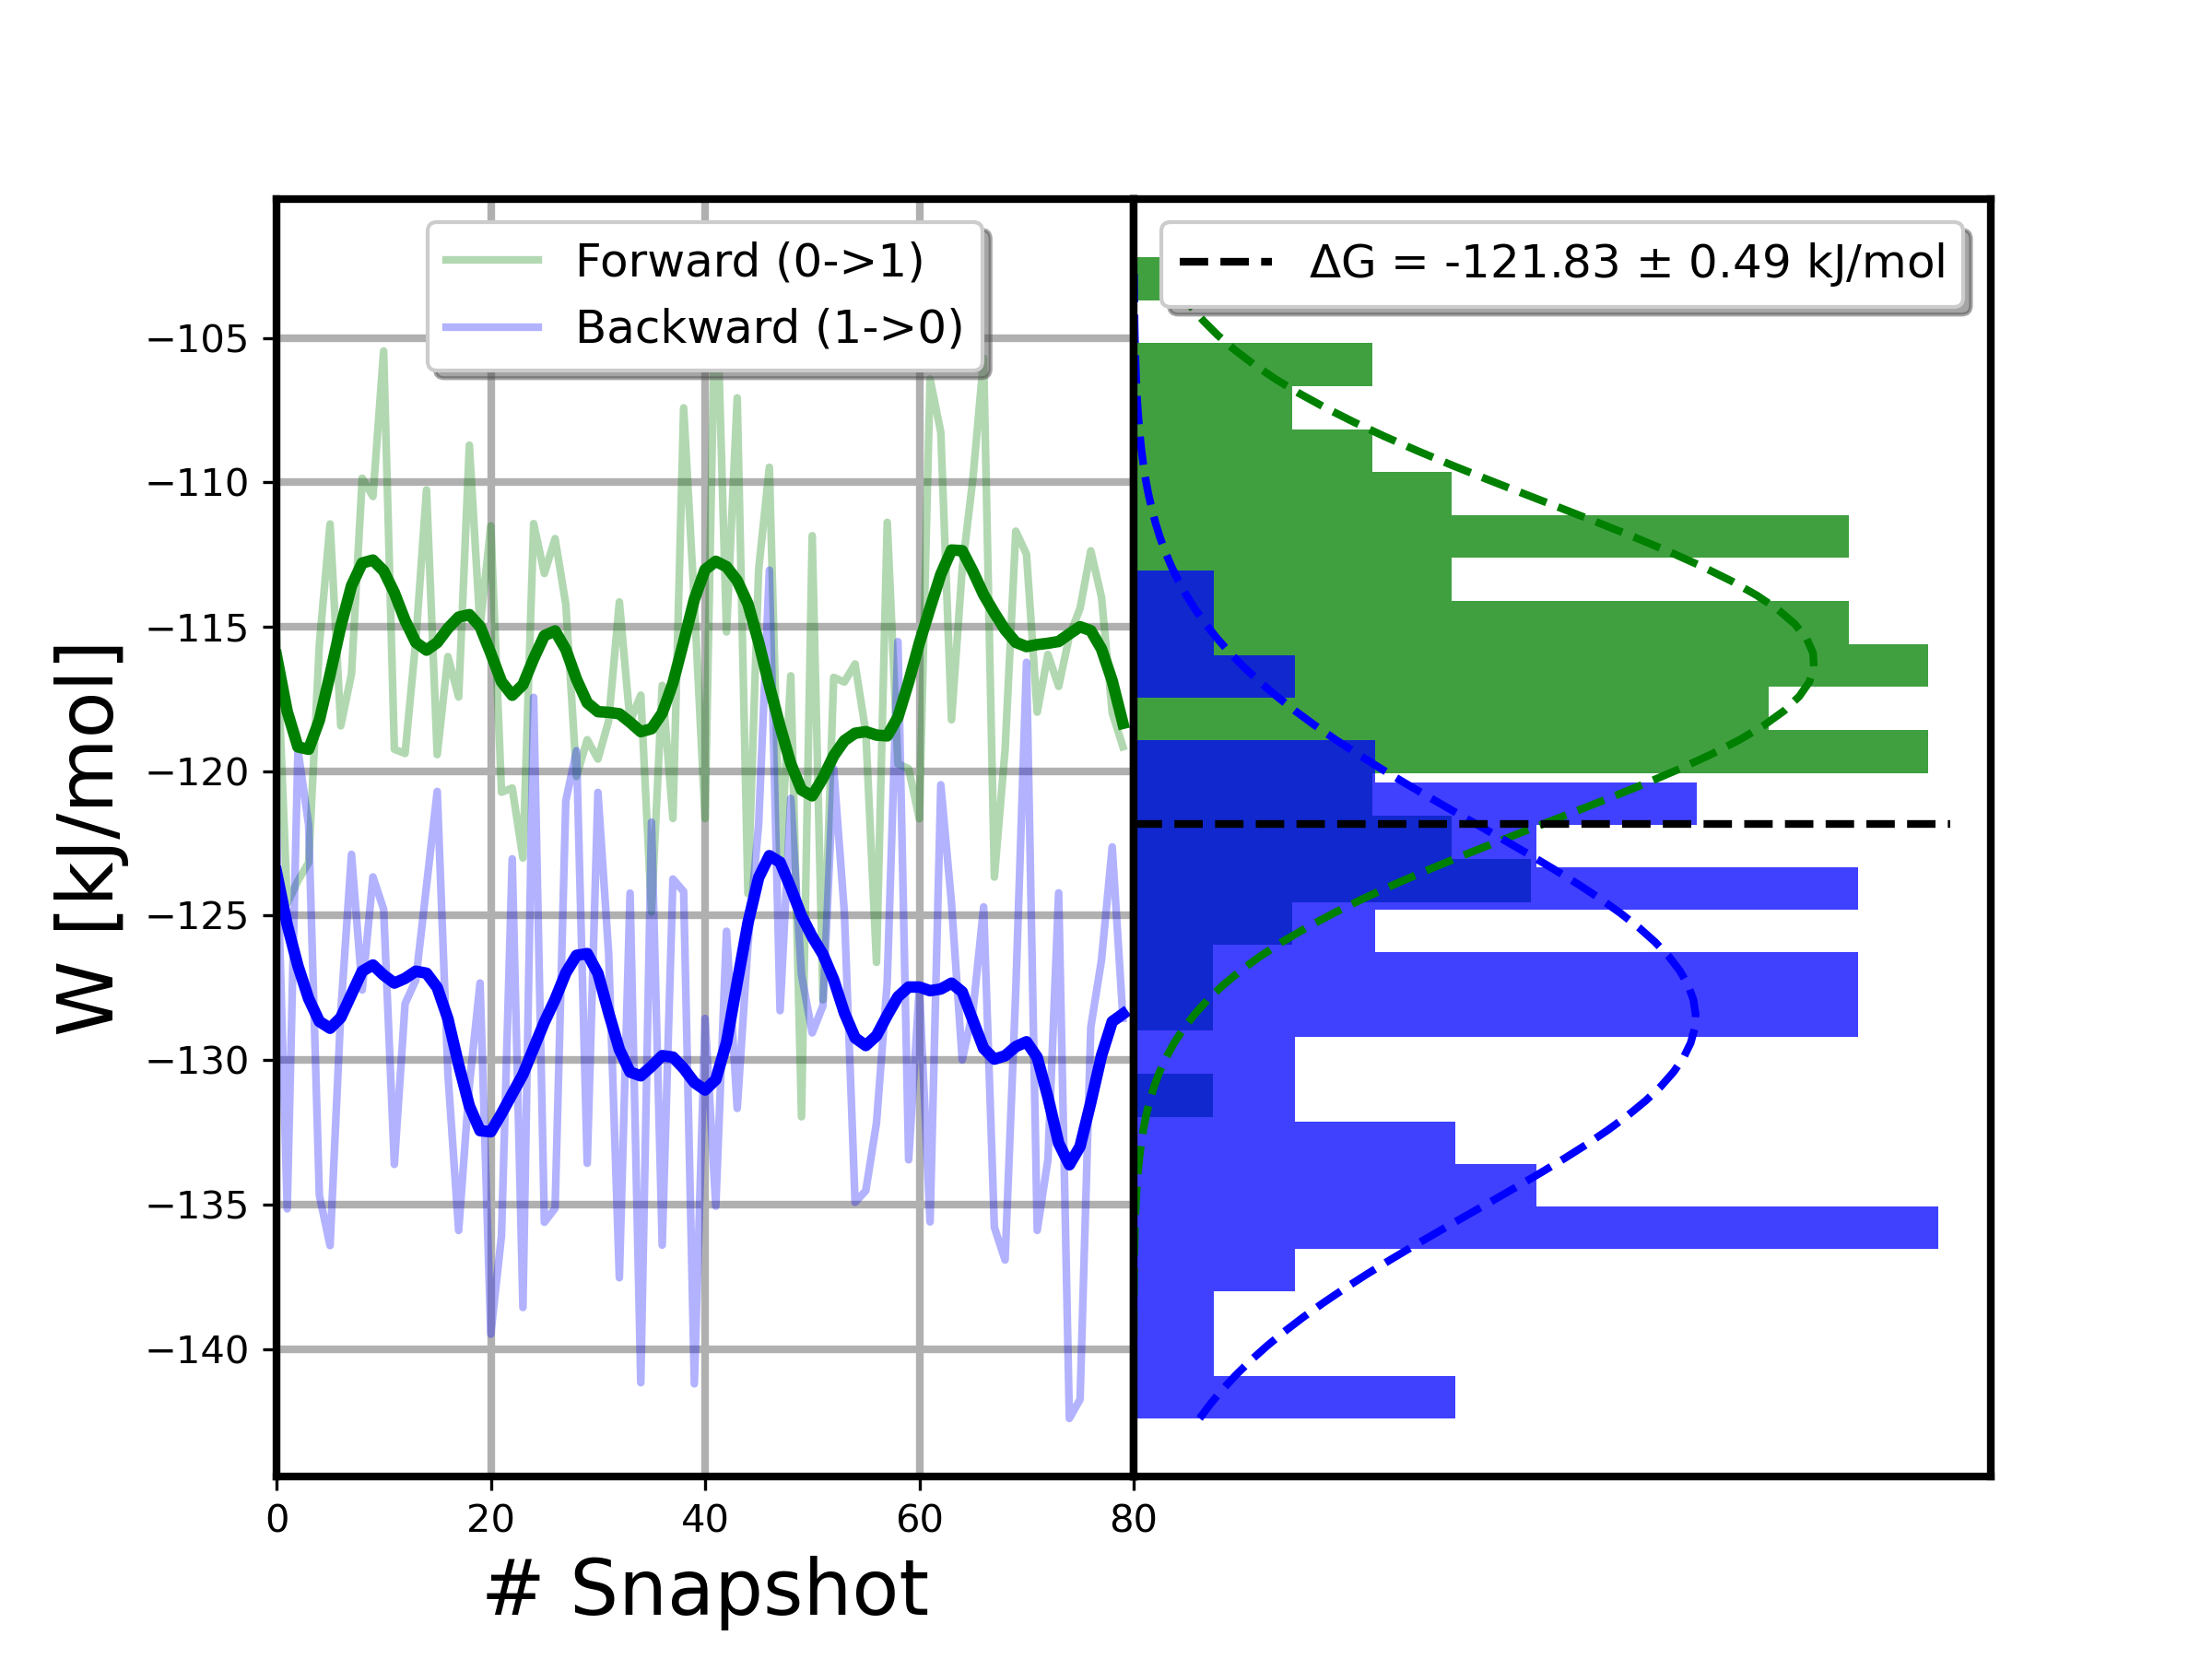 Forward (0->1)
Backward (1->0)
ΔG = -121.83 ± 0.49 kJ/mol
W [kJ/mol]
−105
−110
−115
−120
−125
−130
−135
−140
0 20 40 60 80
# Snapshot